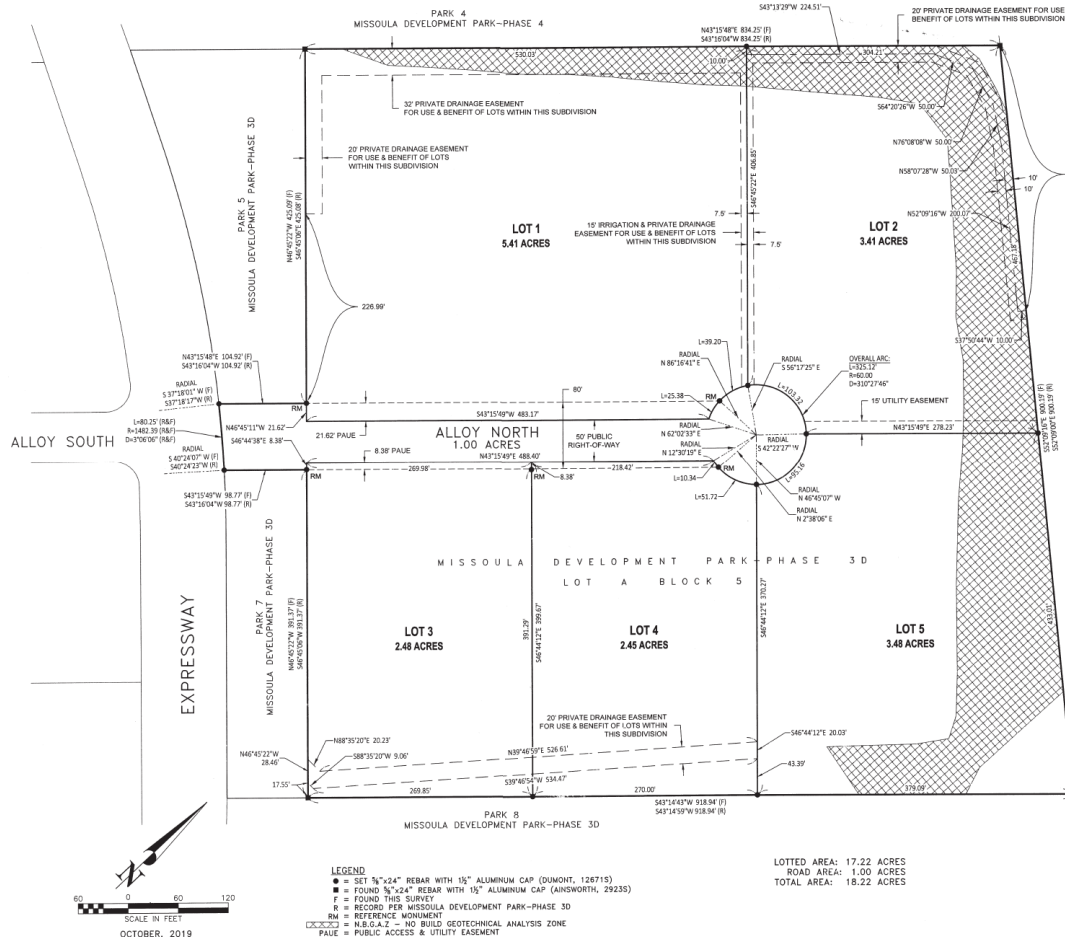 PARK 4
MISSOULA DEVELOPMENT PARK-PHASE 4
S43°13'29"W 224.51'
20' PRIVATE DRAINAGE EASEMENT FOR USE
BENEFIT OF LOTS WITHIN THIS SUBDIVISION
N43°15'48"E 834.25' (F)
S43°16'04"W 834.25' (R)
530.03'
10.00'
304.21'
32' PRIVATE DRAINAGE EASEMENT
FOR USE & BENEFIT OF LOTS WITHIN THIS SUBDIVISION
S64°20'26"W 50.00'
20' PRIVATE DRAINAGE EASEMENT
FOR USE & BENEFIT OF LOTS
WITHIN THIS SUBDIVISION
N76°08'08"W 50.00'
N58°07'28"W 50.03'
10'
10'
N52°09'16"W 200.07'
467.18'
S37°50'44"W 10.00'
PARK 5
MISSOULA DEVELOPMENT PARK-PHASE 3D
N46°45'22"W 425.09' (F)
S46°45'06"E 425.08' (R)
S46°45'22"E 406.85'
LOT 1
5.41 ACRES
LOT 2
3.41 ACRES
7.5'
15' IRRIGATION & PRIVATE DRAINAGE
EASEMENT FOR USE & BENEFIT OF LOTS
WITHIN THIS SUBDIVISION
7.5'
226.99'
N43°15'48"E 104.92' (F)
S43°16'04"W 104.92' (R)
RADIAL
S 37°18'01" W (F)
S37°18'17"W (R)
RM
N46°45'11"W 21.62'
L=80.25' (R&F)
R=1482.39 (R&F)
D=3°06'06" (R&F)
S46°44'38"E 8.38'
RADIAL
S 40°24'07" W (F)
S40°24'23"W (R)
S43°15'49"W 98.77' (F)
S43°16'04"W 98.77' (R)
RM
ALLOY SOUTH
L=39.20
RADIAL
N 86°16'41" E
RADIAL
S 56°17'25" E
OVERALL ARC:
L=325.12'
R=60.00
D=310°27'46"
L=103.32
L=25.38
RM
80'
S43°15'49"W 483.17'
15' UTILITY EASEMENT
N43°15'49"E 278.23'
21.62' PAUE
ALLOY NORTH
1.00 ACRES
50' PUBLIC
RIGHT-OF-WAY
RADIAL
N 62°02'33" E
RADIAL
S 42°22'27" W
8.38' PAUE
N43°15'49"E 488.40'
RADIAL
N 12°30'19" E
269.98'
218.42'
RM
8.38'
L=10.34
RM
L=51.72
L=95.16
RADIAL
N 46°45'07" W
RADIAL
N 2°38'06" E
S52°09'16"E 900.19' (F)
S52°09'00"E 900.19' (R)
MISSOULA DEVELOPMENT PARK-PHASE 3D
LOT A BLOCK 5
EXPRESSWAY
PARK 7
MISSOULA DEVELOPMENT PARK-PHASE 3D
N46°45'22"W 391.37' (F)
S46°45'06"W 391.37' (R)
LOT 3
2.48 ACRES
391.29'
S46°44'12"E 399.67'
LOT 4
2.45 ACRES
S46°44'12"E 370.27'
LOT 5
3.48 ACRES
433.01'
20' PRIVATE DRAINAGE EASEMENT
FOR USE & BENEFIT OF LOTS WITHIN
THIS SUBDIVISION
N88°35'20"E 20.23'
N46°45'22"W
28.46'
S88°35'20"W 9.06'
N39°46'59"E 526.61'
S46°44'12"E 20.03'
17.55'
S39°46'54"W 534.47'
43.39'
269.85'
270.00'
S43°14'43"W 918.94' (F)
S43°14'59"W 918.94' (R)
379.09'
PARK 8
MISSOULA DEVELOPMENT PARK-PHASE 3D
N
60 0 60 120
SCALE IN FEET
OCTOBER, 2019
LEGEND
● = SET ⅝"x24" REBAR WITH 1½" ALUMINUM CAP (DUMONT, 12671S)
■ = FOUND ⅝"x24" REBAR WITH 1½" ALUMINUM CAP (AINSWORTH, 2923S)
F = FOUND THIS SURVEY
R = RECORD PER MISSOULA DEVELOPMENT PARK-PHASE 3D
RM = REFERENCE MONUMENT
= N.B.G.A.Z - NO BUILD GEOTECHNICAL ANALYSIS ZONE
PAUE = PUBLIC ACCESS & UTILITY EASEMENT
LOTTED AREA: 17.22 ACRES
ROAD AREA: 1.00 ACRES
TOTAL AREA: 18.22 ACRES